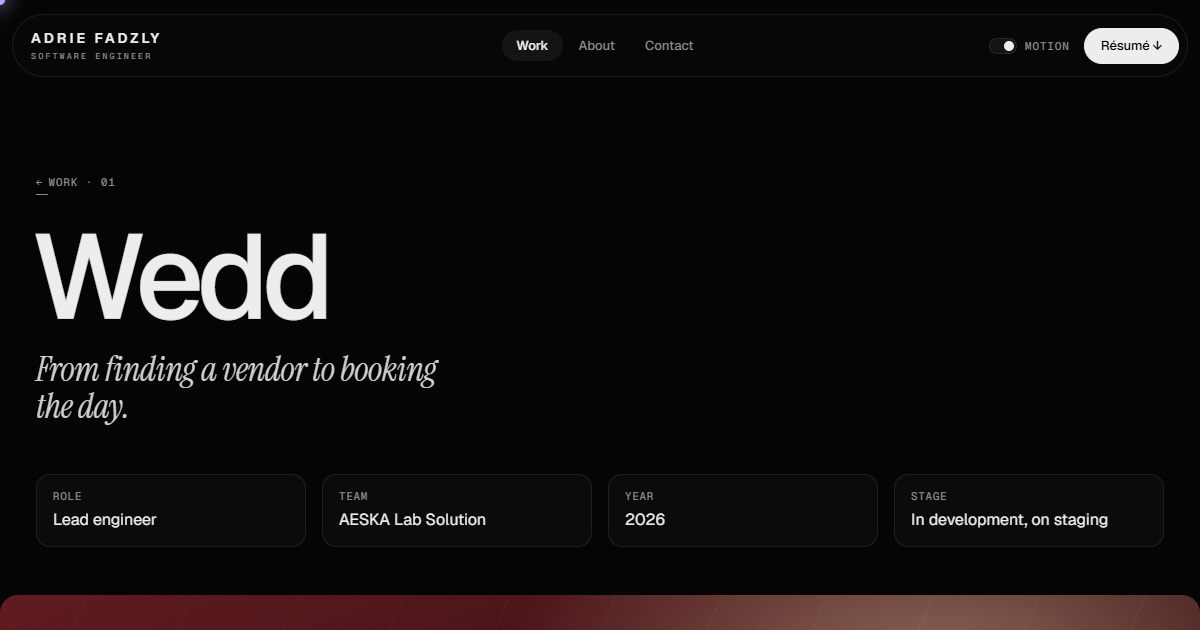 ADRIE FADZLY
SOFTWARE ENGINEER
Work
About
Contact
MOTION
Résumé ↓
← WORK · 01
Wedd
From finding a vendor to booking
the day.
ROLE
Lead engineer
TEAM
AESKA Lab Solution
YEAR
2026
STAGE
In development, on staging